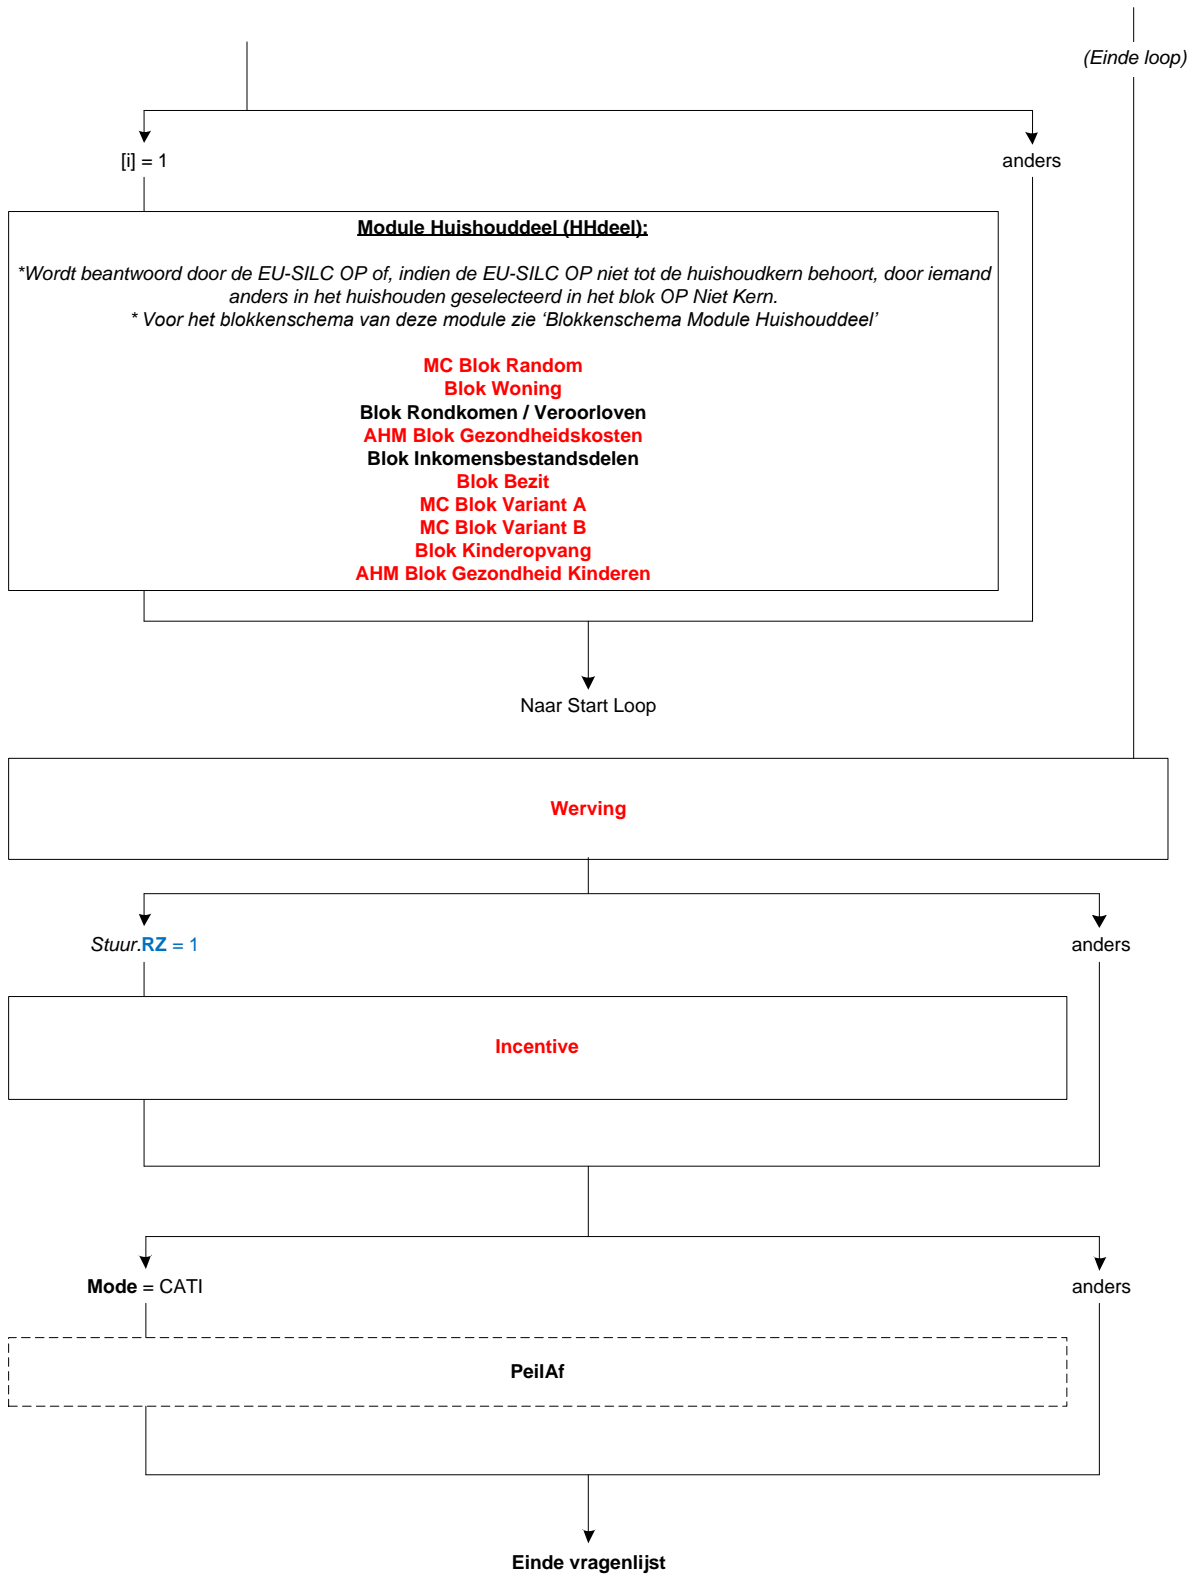 (Einde loop)
[i] = 1
anders
Module Huishouddeel (HHdeel):
*Wordt beantwoord door de EU-SILC OP of, indien de EU-SILC OP niet tot de huishoudkern behoort, door iemand
anders in het huishouden geselecteerd in het blok OP Niet Kern.
* Voor het blokkenschema van deze module zie ‘Blokkenschema Module Huishouddeel’
MC Blok Random
Blok Woning
Blok Rondkomen / Veroorloven
AHM Blok Gezondheidskosten
Blok Inkomensbestandsdelen
Blok Bezit
MC Blok Variant A
MC Blok Variant B
Blok Kinderopvang
AHM Blok Gezondheid Kinderen
Naar Start Loop
Werving
Stuur.RZ = 1
anders
Incentive
Mode = CATI
anders
PeilAf
Einde vragenlijst